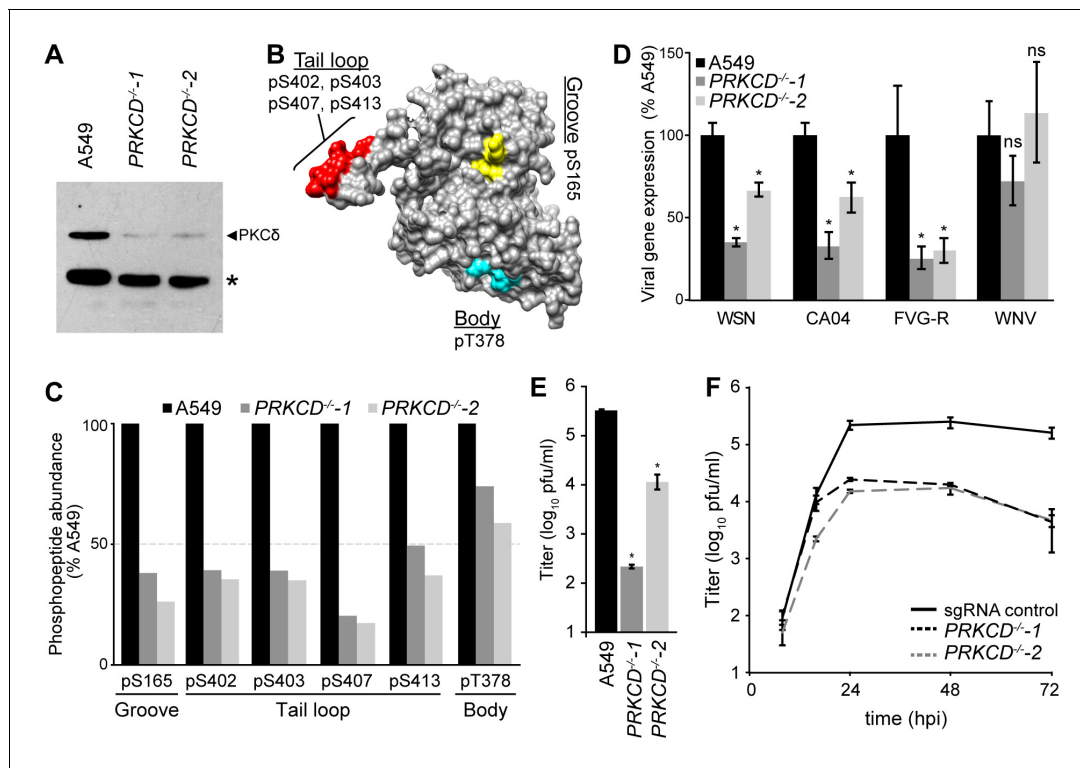 A
A549
PRKCD-/--1
PRKCD-/--2
◄PKCδ
*
B
Tail loop
pS402, pS403
pS407, pS413
Groove
pS165
Body
pT378
D
A549
PRKCD-/--1
PRKCD-/--2
Viral gene expression (% A549)
150
100
50
0
* * * * * * ns ns
WSN CA04 FVG-R WNV
C
A549 PRKCD-/--1 PRKCD-/--2
Phosphopeptide abundance
(% A549)
100
50
0
pS165 pS402 pS403 pS407 pS413 pT378
Groove Tail loop Body
E
Titer (log10 pfu/ml)
6
5
4
3
2
1
* *
A549
PRKCD-/--1
PRKCD-/--2
F
Titer (log10 pfu/ml)
6
5
4
3
2
1
sgRNA control
PRKCD-/--1
PRKCD-/--2
0 24 48 72
time (hpi)